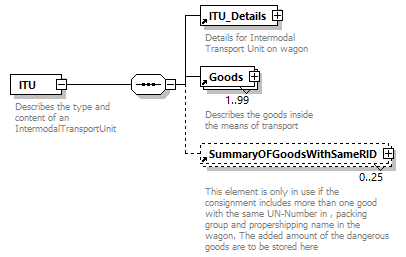 ITU_Details
Details for Intermodal
Transport Unit on wagon
ITU
Describes the type and
content of an
IntermodalTransportUnit
Goods
1..99
Describes the goods inside
the means of transport
SummaryOFGoodsWithSameRID
0..25
This element is only in use if the
consignment includes more than one good
with the same UN-Number in , packing
group and propershipping name in the
wagon. The added amount of the dangerous
goods are to be stored here